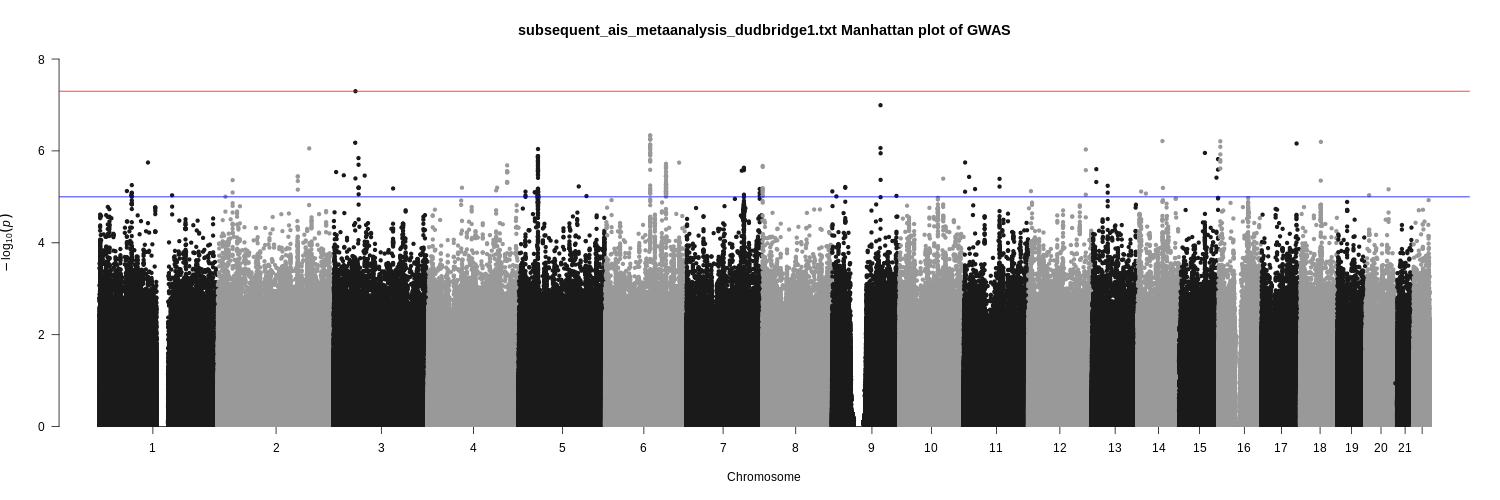 subsequent_ais_metaanalysis_dudbridge1.txt Manhattan plot of GWAS
8
6
4
2
0
− log₁₀(p)
1 2 3 4 5 6 7 8 9 10 11 12 13 14 15 16 17 18 19 20 21
Chromosome